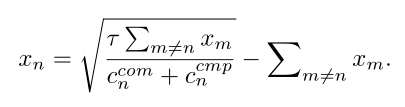 $x_n = \sqrt{\frac{\tau \sum_{m \neq n} x_m}{c_n^{com} + c_n^{cmp}}} - \sum_{m \neq n} x_m.$